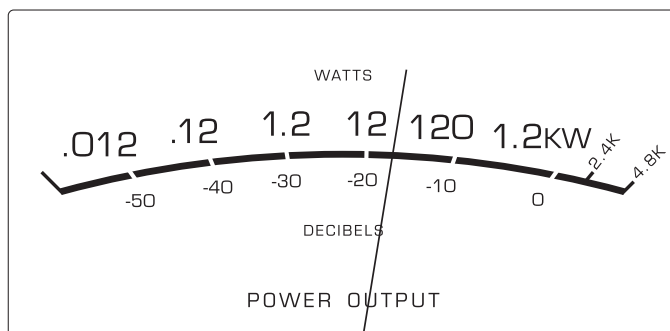 WATTS
.012 .12 1.2 12 120 1.2KW 2.4K 4.8K
-50 -40 -30 -20 -10 0
DECIBELS
POWER OUTPUT